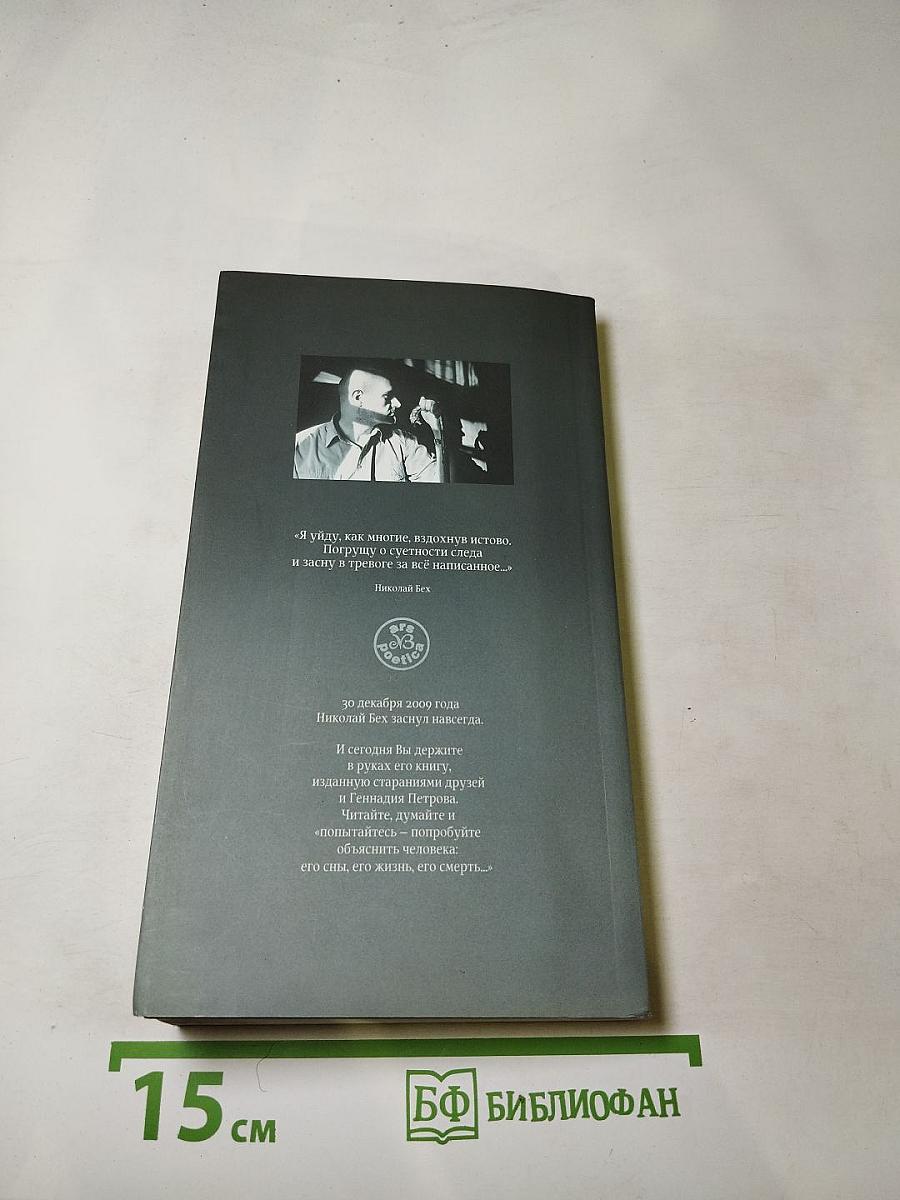 «Я уйду, как многие, вздохнув истово.
Погрущу о суетности следа
и засну в тревоге за всё написанное...»
Николай Бех
ars
NB
poetica
30 декабря 2009 года
Николай Бех заснул навсегда.
И сегодня Вы держите
в руках его книгу,
изданную стараниями друзей
и Геннадия Петрова.
Читайте, думайте и
«попытайтесь – попробуйте
объяснить человека:
его сны, его жизнь, его смерть...»
15 см
БФ БИБЛИОФАН